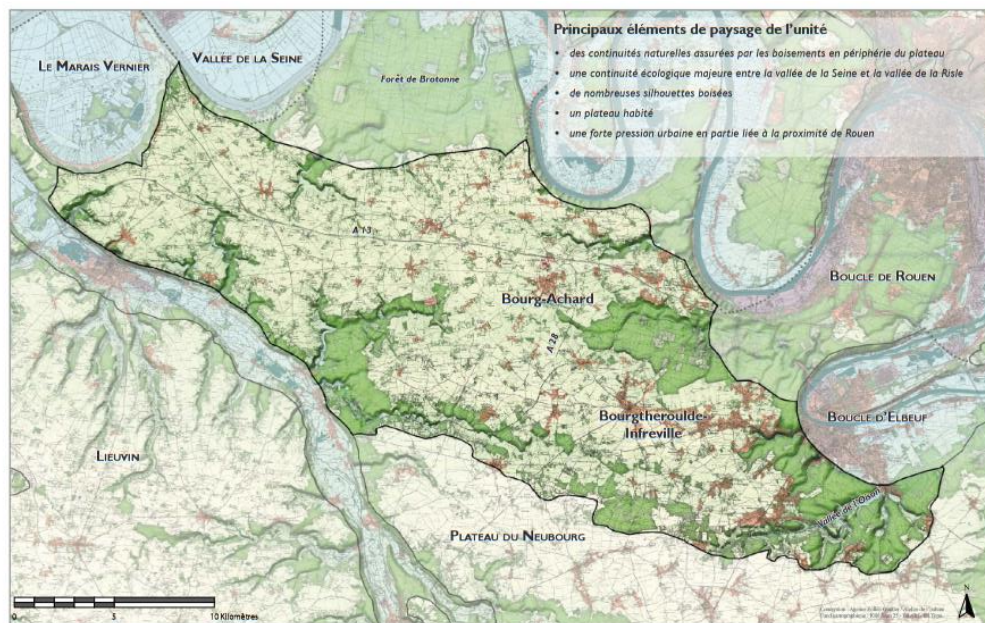 Principaux éléments de paysage de l'unité
• des continuités naturelles assurées par les boisements en périphérie du plateau
• une continuité écologique majeure entre la vallée de la Seine et la vallée de la Risle
• de nombreuses silhouettes boisées
• un plateau habité
• une forte pression urbaine en partie liée à la proximité de Rouen
LE MARAIS VERNIER
VALLÉE DE LA SEINE
Forêt de Brotonne
A 13
BOUCLE DE ROUEN
Bourg-Achard
A 28
Bourgtheroulde-
Infreville
BOUCLE D'ELBEUF
LIEUVIN
Vallée de l'Oison
PLATEAU DU NEUBOURG
0 5 10 Kilomètres
N